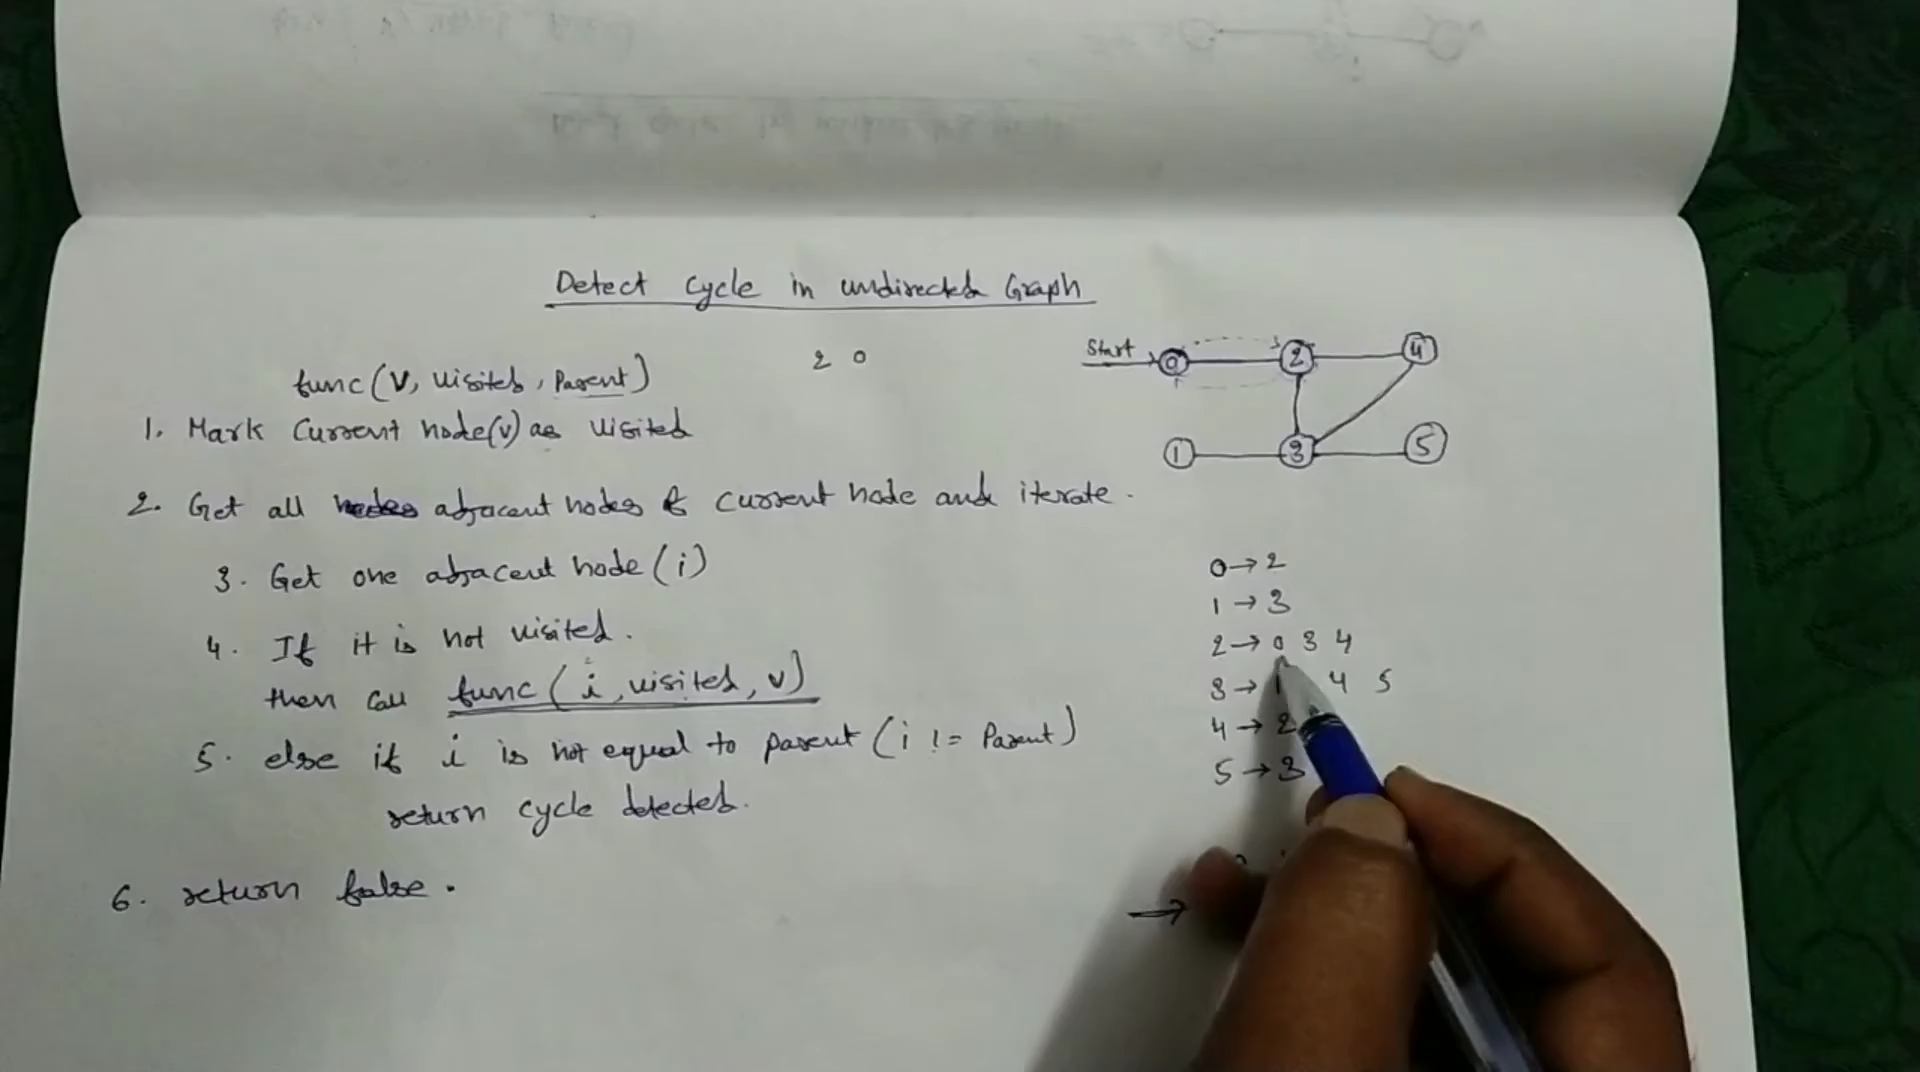 Detect Cycle in undirected Graph
func(V, visited, Parent)
2 0
1. Mark Current node(v) as visited
2. Get all adjacent nodes of current node and iterate.
3. Get one adjacent node (i)
4. If it is not visited.
then call func(i, visited, v)
5. else if i is not equal to parent (i != Parent)
return cycle detected.
6. return false.
Start
0 2 4
1 3 5
0 → 2
1 → 3
2 → 0 3 4
3 → 1 4 5
4 → 2
5 → 3